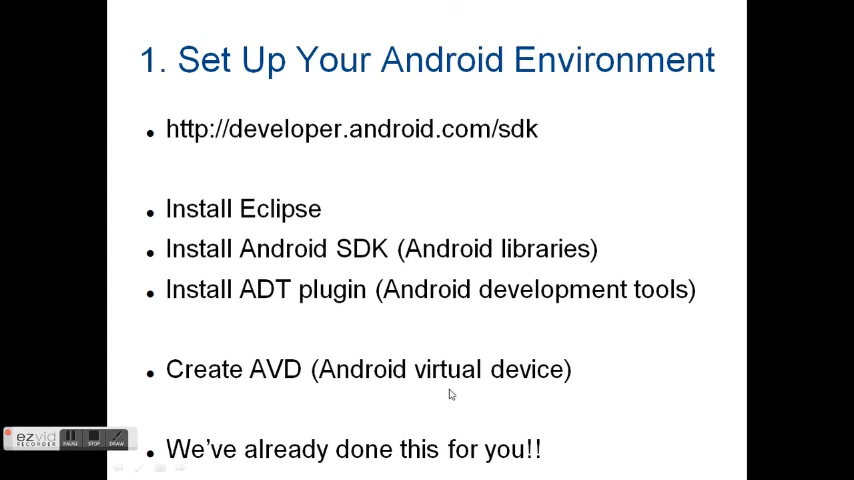 1. Set Up Your Android Environment
• http://developer.android.com/sdk
• Install Eclipse
• Install Android SDK (Android libraries)
• Install ADT plugin (Android development tools)
• Create AVD (Android virtual device)
• We've already done this for you!!
ezvid
RECORDER
PAUSE STOP DRAW